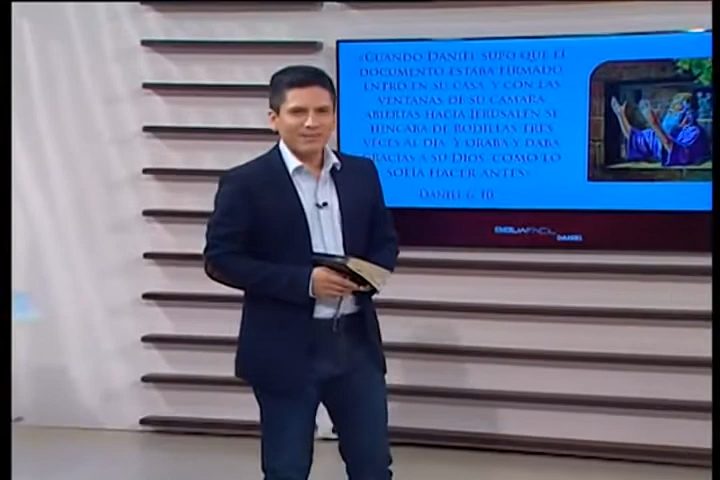 «Cuando Daniel supo que el
documento estaba firmado
entró en su casa, y con las
ventanas de su cámara
abiertas hacia Jerusalén se
hincaba de rodillas tres
veces al día, y oraba y daba
gracias a su Dios, como lo
solía hacer antes»
Daniel 6: 10
BIBLIAFÁCIL
DANIEL